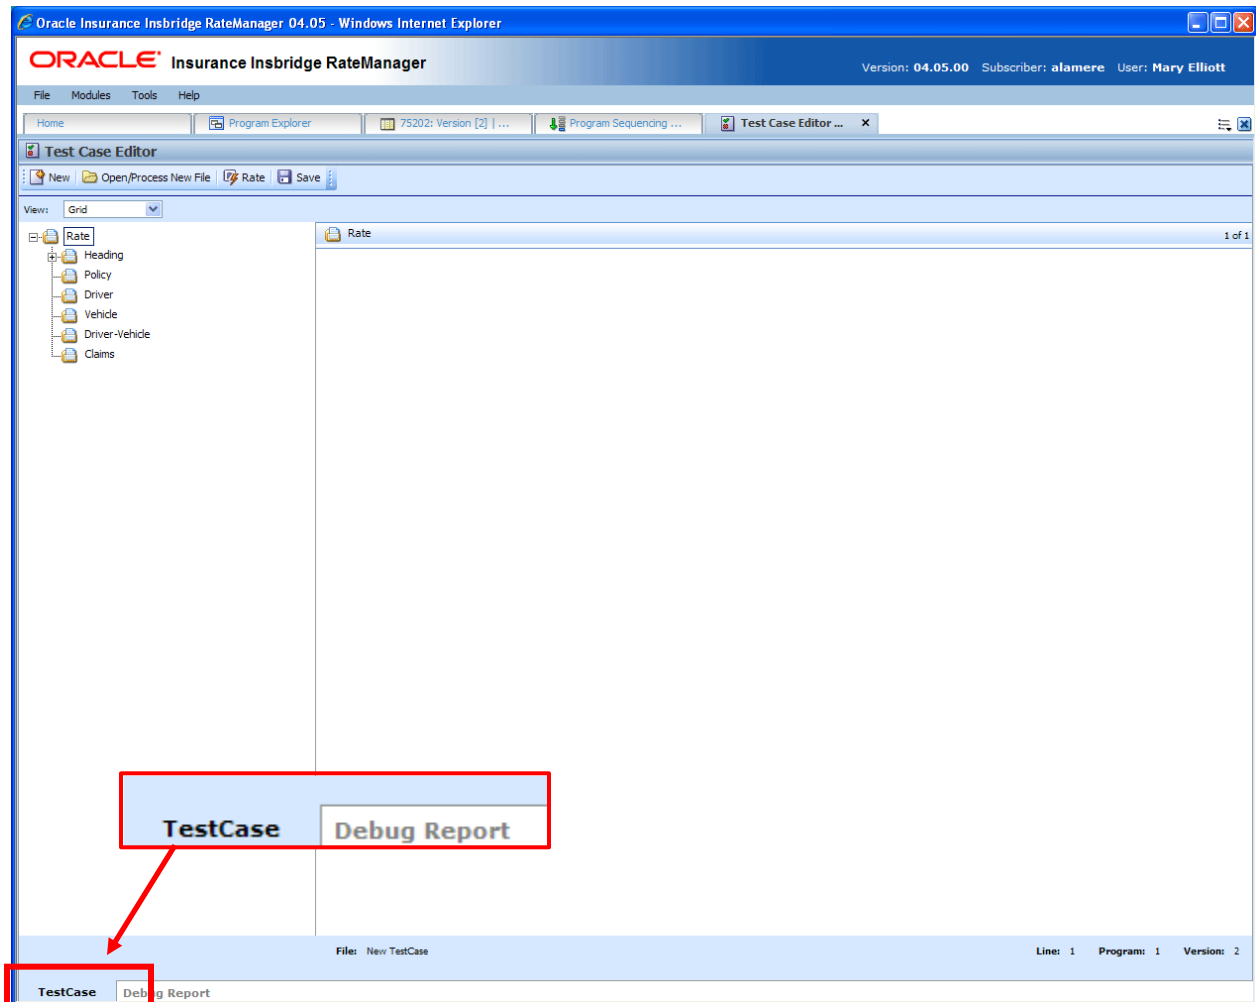 Oracle Insurance Insbridge RateManager 04.05 - Windows Internet Explorer
ORACLE Insurance Insbridge RateManager
Version: 04.05.00 Subscriber: alamere User: Mary Elliott
File Modules Tools Help
Home Program Explorer 75202: Version [2] | ... Program Sequencing ... Test Case Editor ... x
Test Case Editor
New Open/Process New File Rate Save
View: Grid
Rate
Heading
Policy
Driver
Vehicle
Driver-Vehicle
Claims
Rate 1 of 1
TestCase Debug Report
File: New TestCase Line: 1 Program: 1 Version: 2
TestCase Debug Report